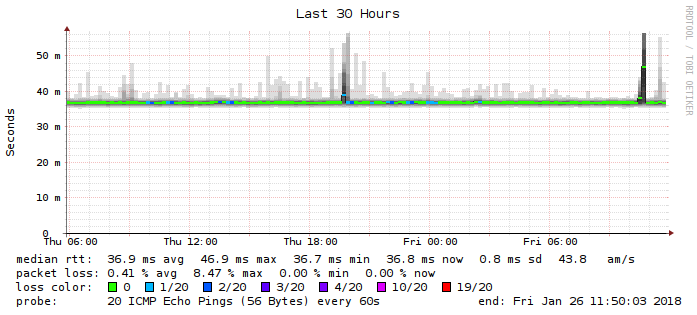 Last 30 Hours
RRDTOOL / TOBI OETIKER
Seconds
50 m
40 m
30 m
20 m
10 m
0
Thu 06:00 Thu 12:00 Thu 18:00 Fri 00:00 Fri 06:00
median rtt: 36.9 ms avg 46.9 ms max 36.7 ms min 36.8 ms now 0.8 ms sd 43.8 am/s
packet loss: 0.41 % avg 8.47 % max 0.00 % min 0.00 % now
loss color: 0 1/20 2/20 3/20 4/20 10/20 19/20
probe: 20 ICMP Echo Pings (56 Bytes) every 60s end: Fri Jan 26 11:50:03 2018